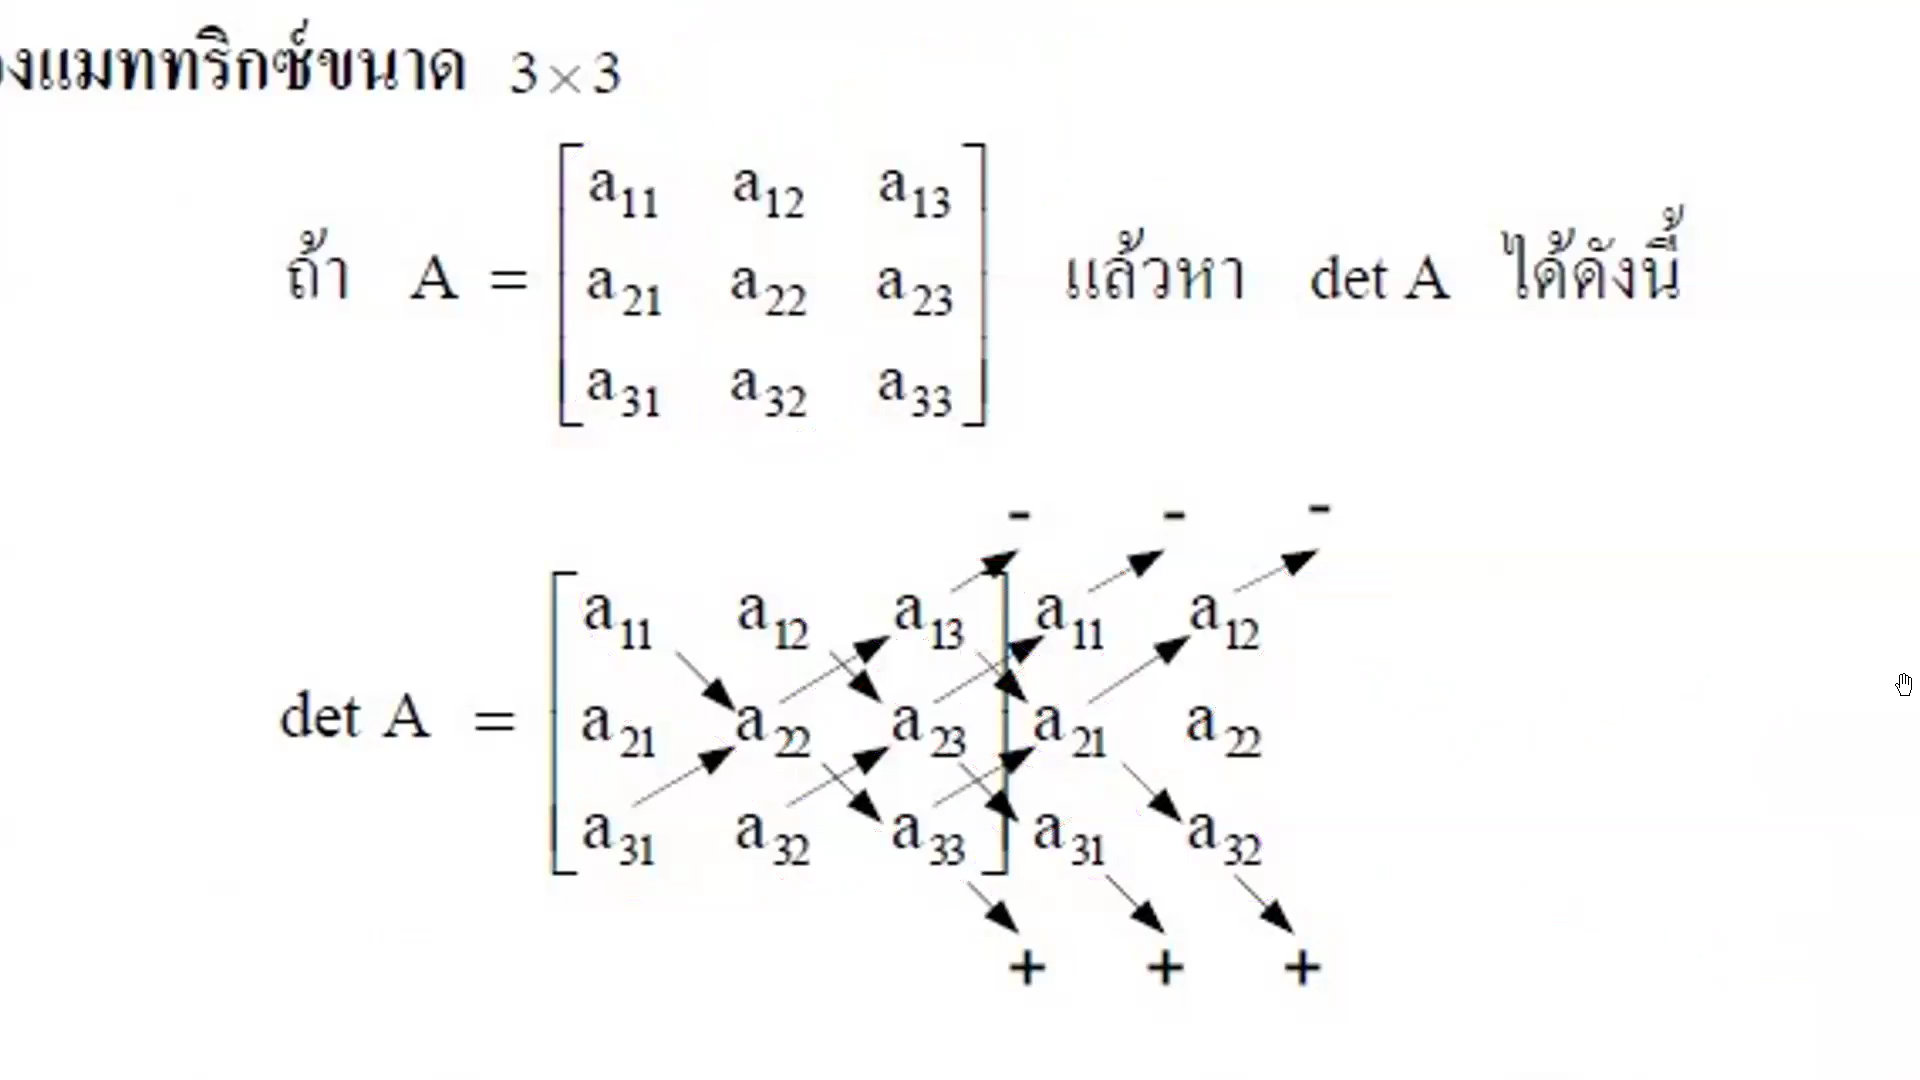 งแมททริกซ์ขนาด 3×3
a11 a12 a13
ถ้า A = a21 a22 a23 แล้วหา det A ได้ดังนี้
a31 a32 a33
- - -
a11 a12 a13 a11 a12
det A = a21 a22 a23 a21 a22
a31 a32 a33 a31 a32
+ + +